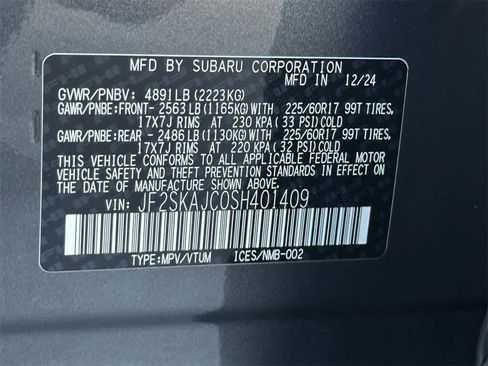 MFD BY SUBARU CORPORATION
MFD IN 12/24
GVWR/PNBV: 4891LB(2223KG)
GAWR/PNBE:FRONT- 2563LB(1165KG)WITH 225/60R17 99T TIRES,
17X7J RIMS AT 230 KPA (33 PSI)COLD
GAWR/PNBE:REAR - 2486LB(1130KG)WITH 225/60R17 99T TIRES,
17X7J RIMS AT 220 KPA (32 PSI)COLD
THIS VEHICLE CONFORMS TO ALL APPLICABLE FEDERAL MOTOR
VEHICLE SAFETY AND THEFT PREVENTION STANDARDS IN EFFECT
ON THE DATE OF MANUFACTURE SHOWN ABOVE.
VIN: JF2SKAJC0SH401409
TYPE:MPV/VTUM ICES/NMB-002